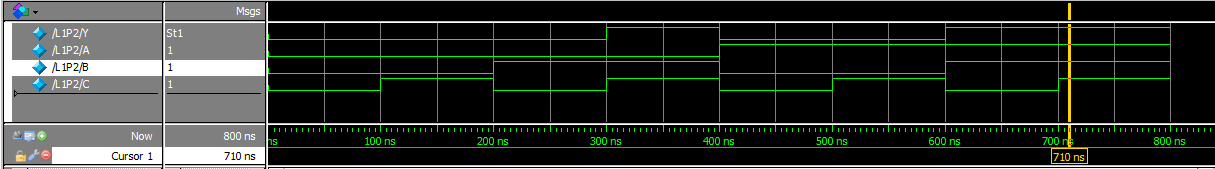 Msgs
/L1P2/Y St1
/L1P2/A 1
/L1P2/B 1
/L1P2/C 1
Now 800 ns ns 100 ns 200 ns 300 ns 400 ns 500 ns 600 ns 700 ns 800 ns
Cursor 1 710 ns 710 ns